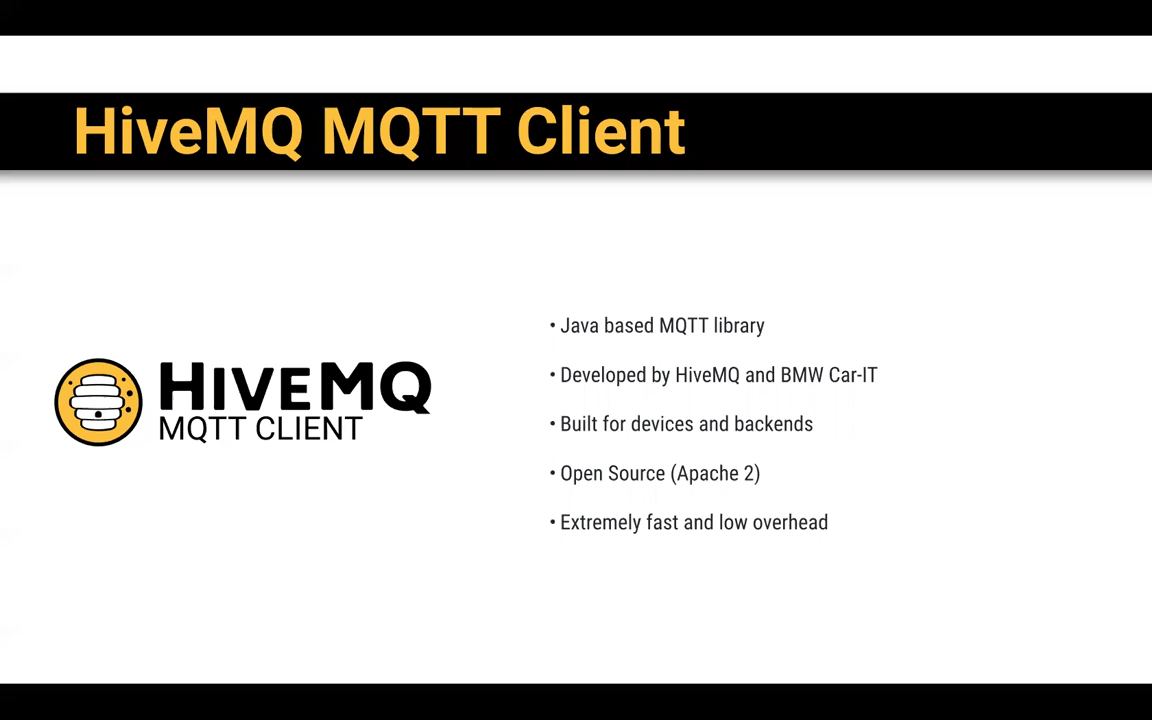 HiveMQ MQTT Client
HIVEMQ
MQTT CLIENT
• Java based MQTT library
• Developed by HiveMQ and BMW Car-IT
• Built for devices and backends
• Open Source (Apache 2)
• Extremely fast and low overhead